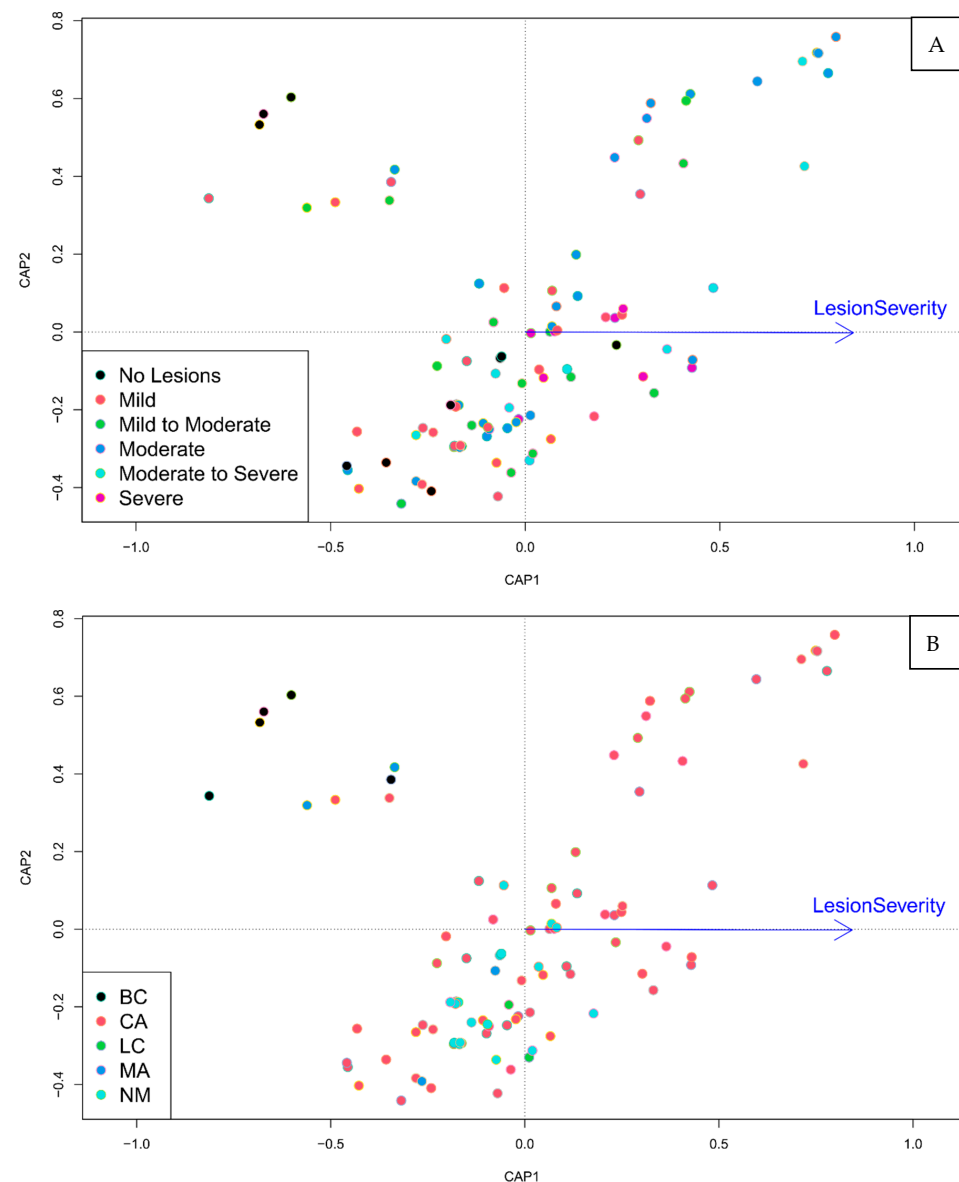 A
0.8
0.6
0.4
0.2
0.0
−0.2
−0.4
CAP2
LesionSeverity
No Lesions
Mild
Mild to Moderate
Moderate
Moderate to Severe
Severe
−1.0 −0.5 0.0 0.5 1.0
CAP1
B
0.8
0.6
0.4
0.2
0.0
−0.2
−0.4
CAP2
LesionSeverity
BC
CA
LC
MA
NM
−1.0 −0.5 0.0 0.5 1.0
CAP1